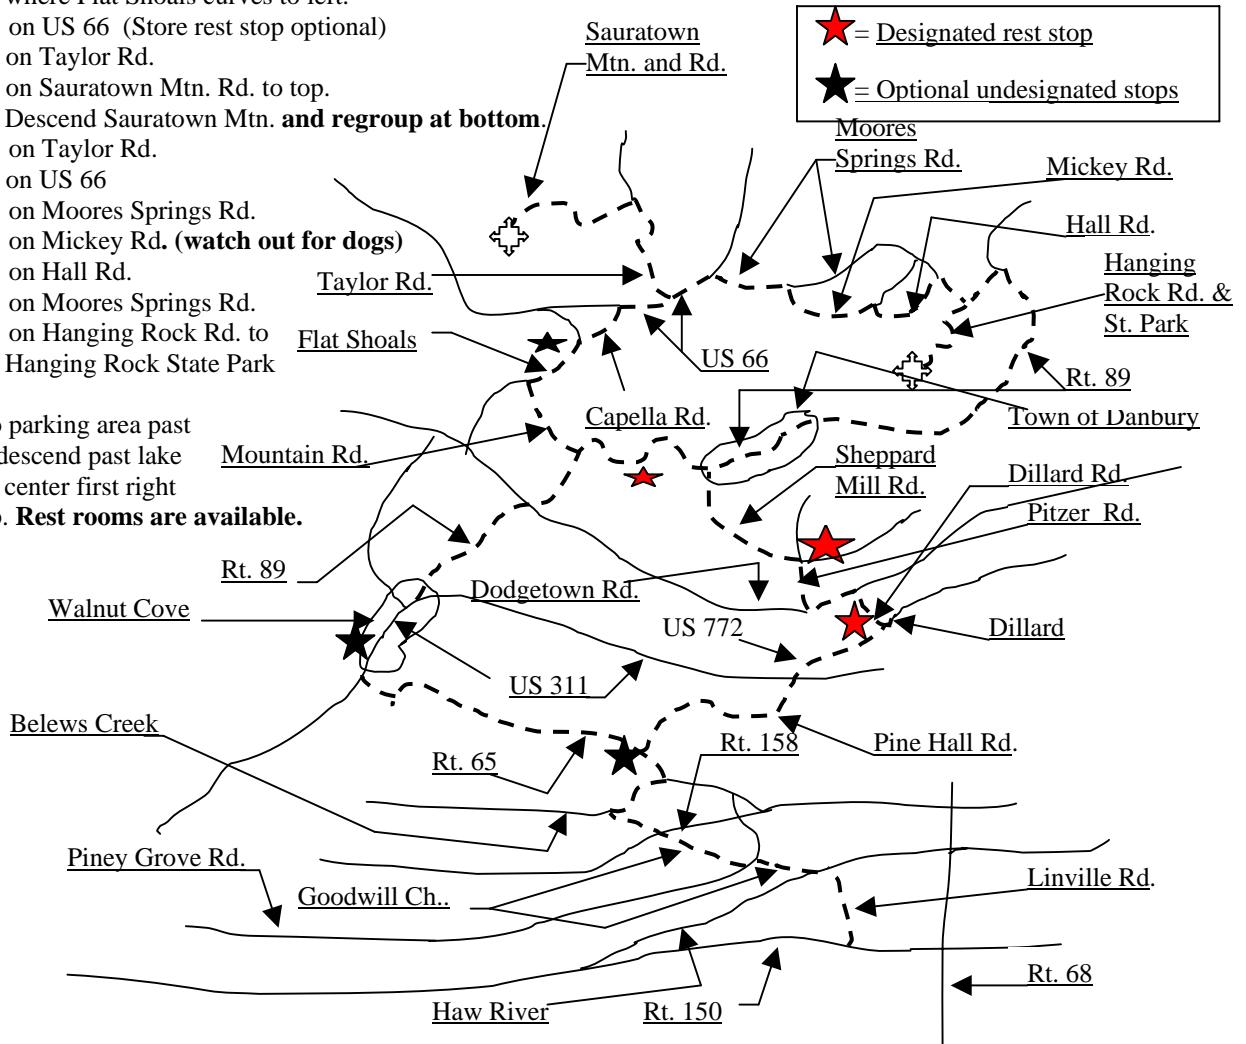 where Flat Shoals curves to left.
on US 66 (Store rest stop optional)
on Taylor Rd.
on Sauratown Mtn. Rd. to top.
Descend Sauratown Mtn. and regroup at bottom.
on Taylor Rd.
on US 66
on Moores Springs Rd.
on Mickey Rd. (watch out for dogs)
on Hall Rd.
on Moores Springs Rd.
on Hanging Rock Rd. to
Hanging Rock State Park
parking area past
descend past lake
center first right
Rest rooms are available.
= Designated rest stop
= Optional undesignated stops
Sauratown
Mtn. and Rd.
Moores
Springs Rd.
Mickey Rd.
Hall Rd.
Hanging
Rock Rd. &
St. Park
Taylor Rd.
Flat Shoals
US 66
Rt. 89
Capella Rd.
Town of Danbury
Mountain Rd.
Sheppard
Mill Rd.
Dillard Rd.
Pitzer Rd.
Rt. 89
Dodgetown Rd.
Walnut Cove
US 772
Dillard
US 311
Belews Creek
Rt. 65
Rt. 158
Pine Hall Rd.
Piney Grove Rd.
Goodwill Ch..
Linville Rd.
Haw River
Rt. 150
Rt. 68